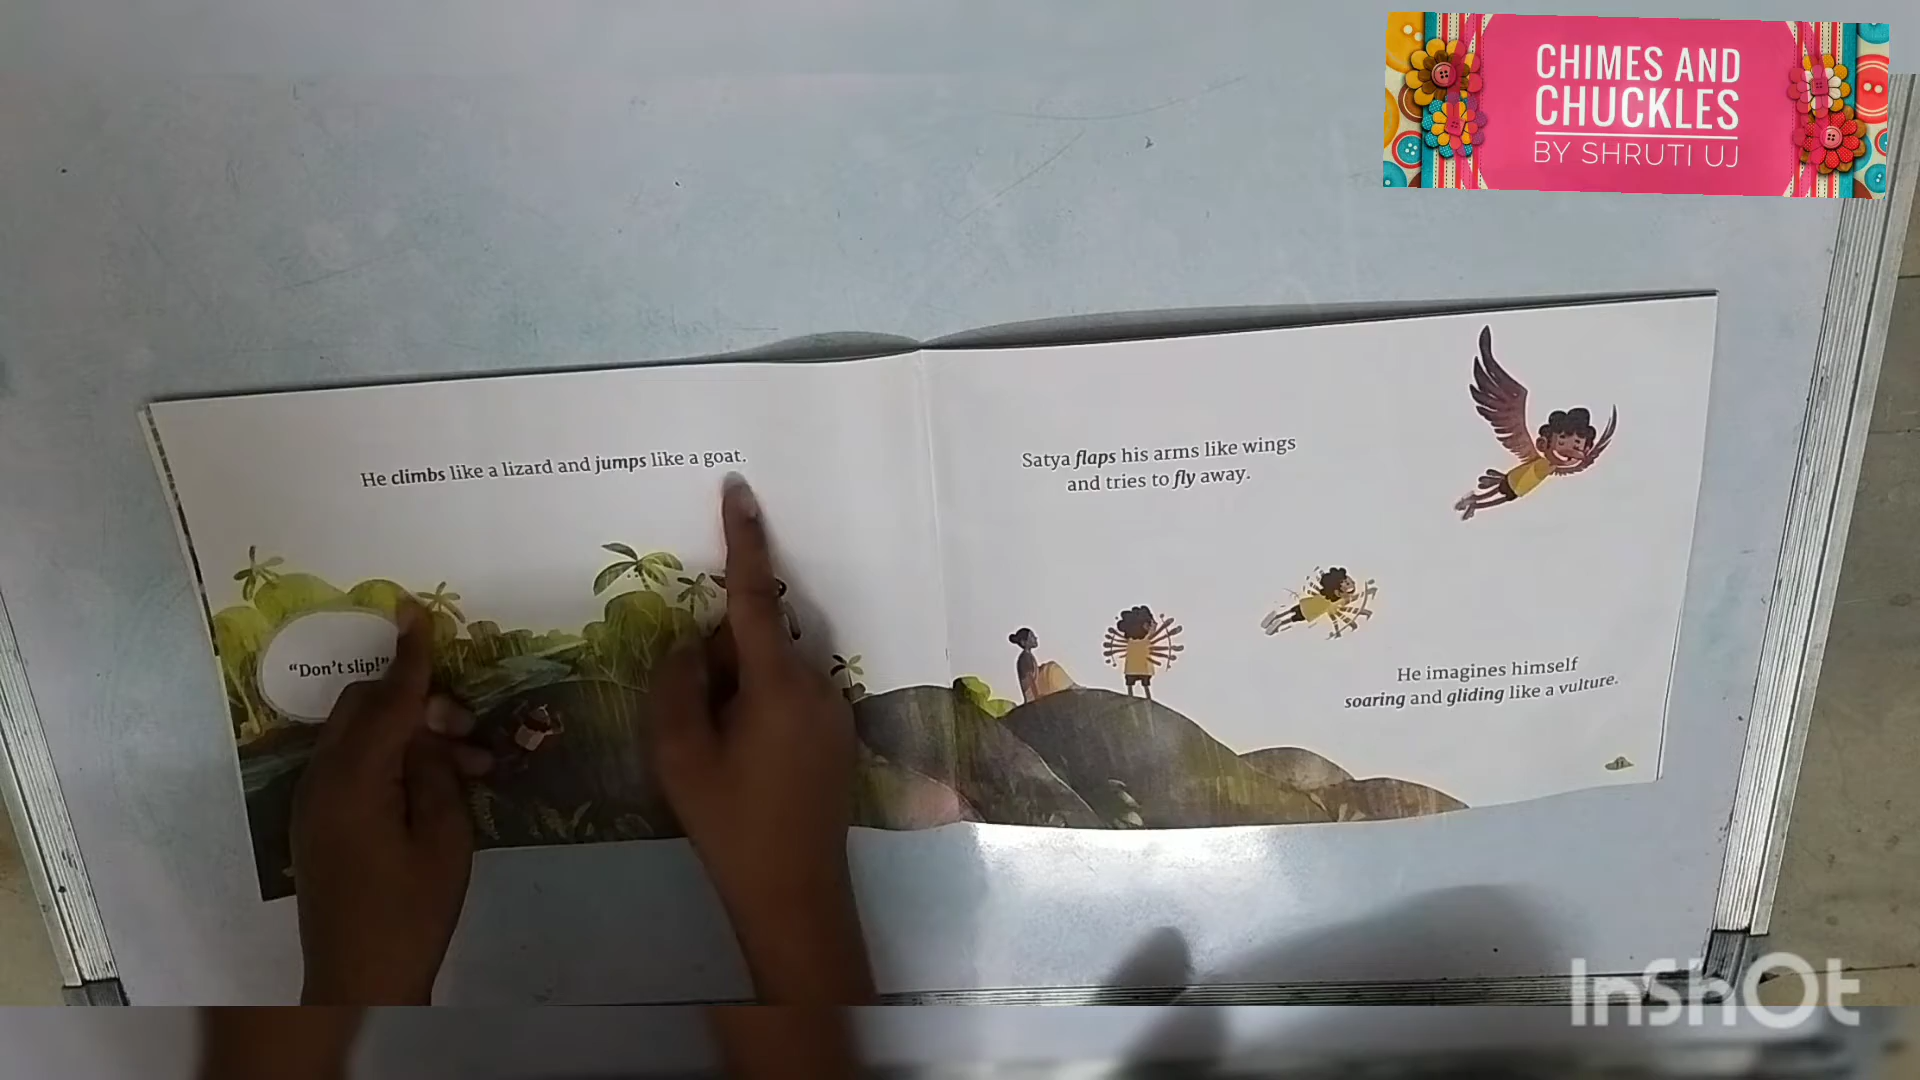 CHIMES AND
CHUCKLES
BY SHRUTI UJ
He climbs like a lizard and jumps like a goat.
"Don't slip!"
Satya flaps his arms like wings
and tries to fly away.
He imagines himself
soaring and gliding like a vulture.
11
InShOt